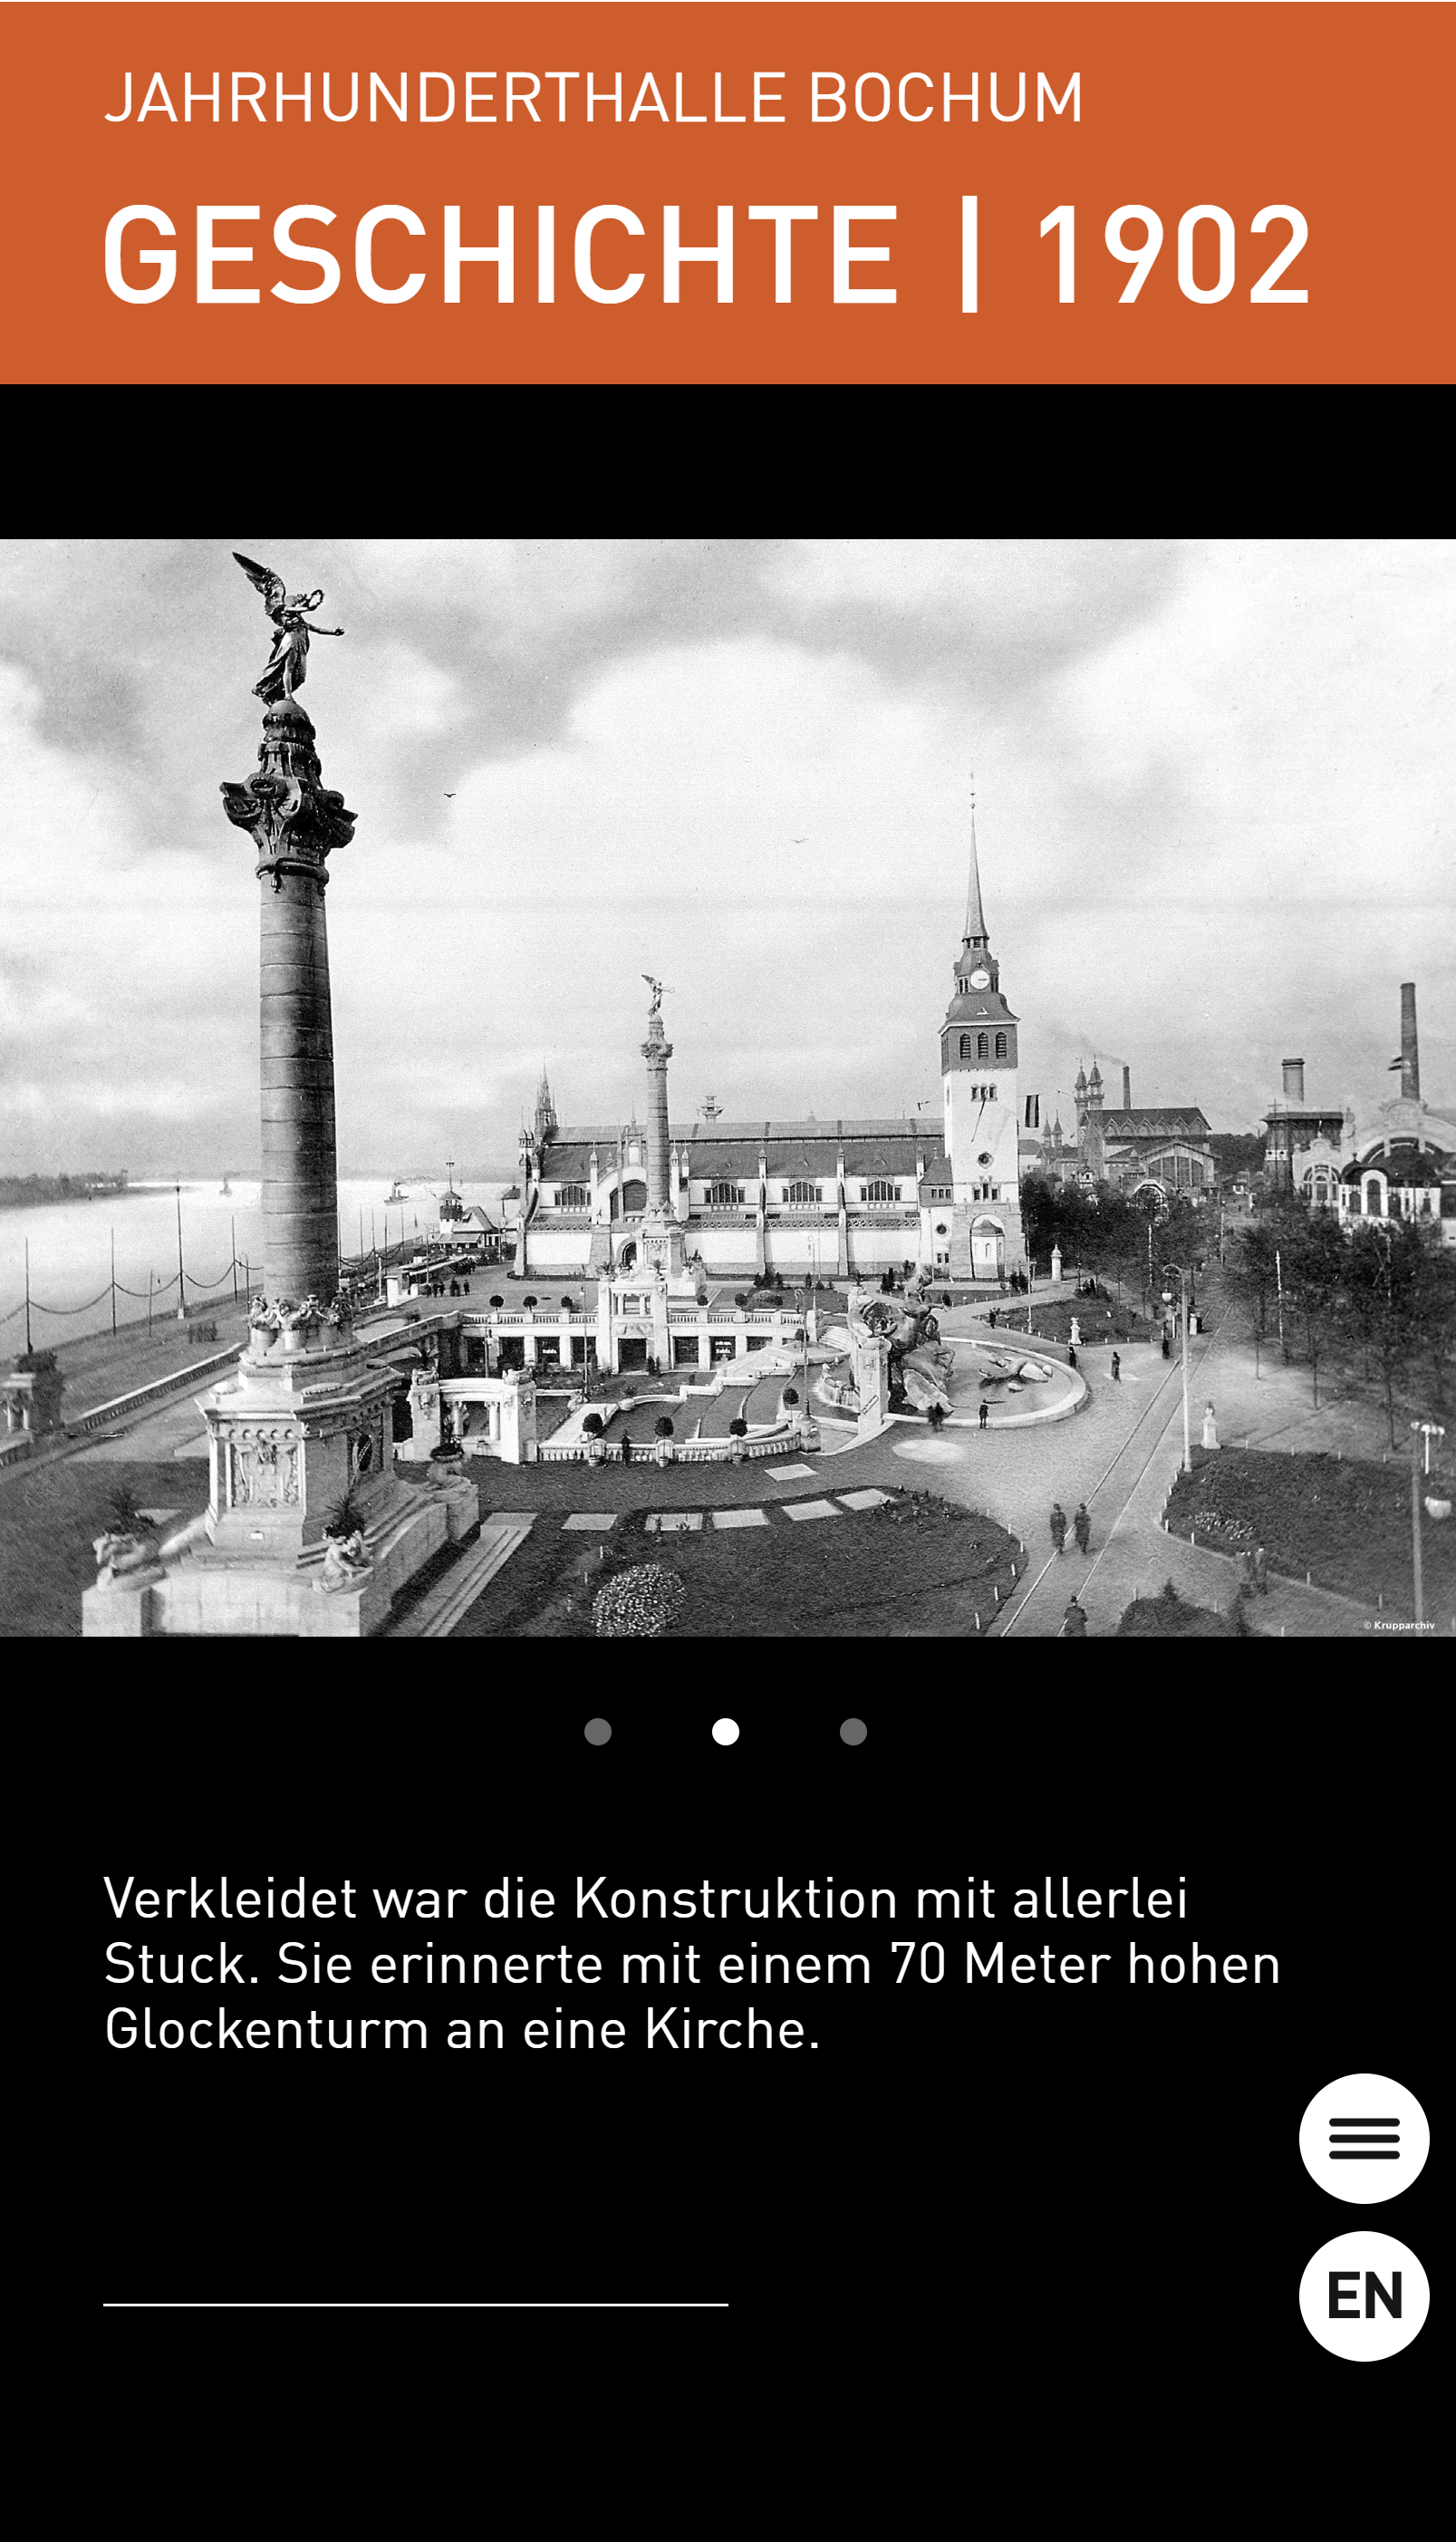 JAHRHUNDERTHALLE BOCHUM
GESCHICHTE | 1902
© Krupparchiv
Verkleidet war die Konstruktion mit allerlei
Stuck. Sie erinnerte mit einem 70 Meter hohen
Glockenturm an eine Kirche.
EN